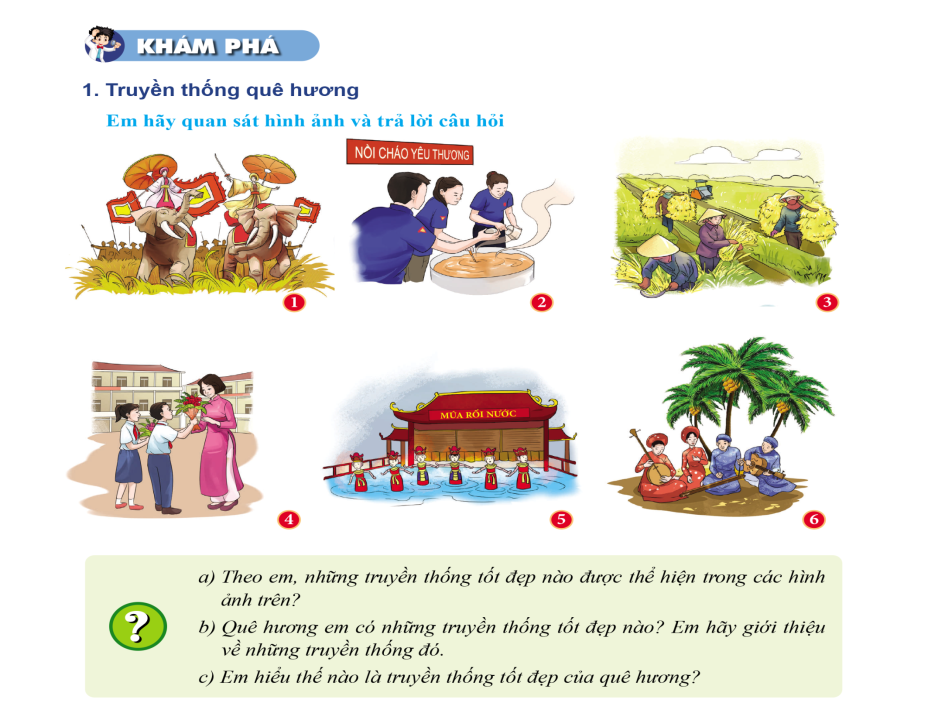 KHÁM PHÁ
1. Truyền thống quê hương
Em hãy quan sát hình ảnh và trả lời câu hỏi
NỒI CHÁO YÊU THƯƠNG
1
2
3
MÚA RỐI NƯỚC
4
5
6
a) Theo em, những truyền thống tốt đẹp nào được thể hiện trong các hình
ảnh trên?
?
b) Quê hương em có những truyền thống tốt đẹp nào? Em hãy giới thiệu
về những truyền thống đó.
c) Em hiểu thế nào là truyền thống tốt đẹp của quê hương?